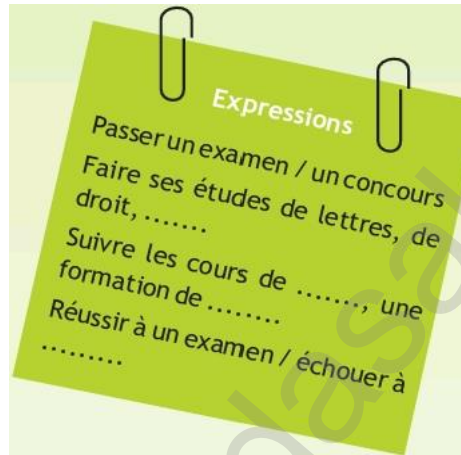 Expressions
Passer un examen / un concours
Faire ses études de lettres, de
droit, .......
Suivre les cours de ......., une
formation de ........
Réussir à un examen / échouer à
.........